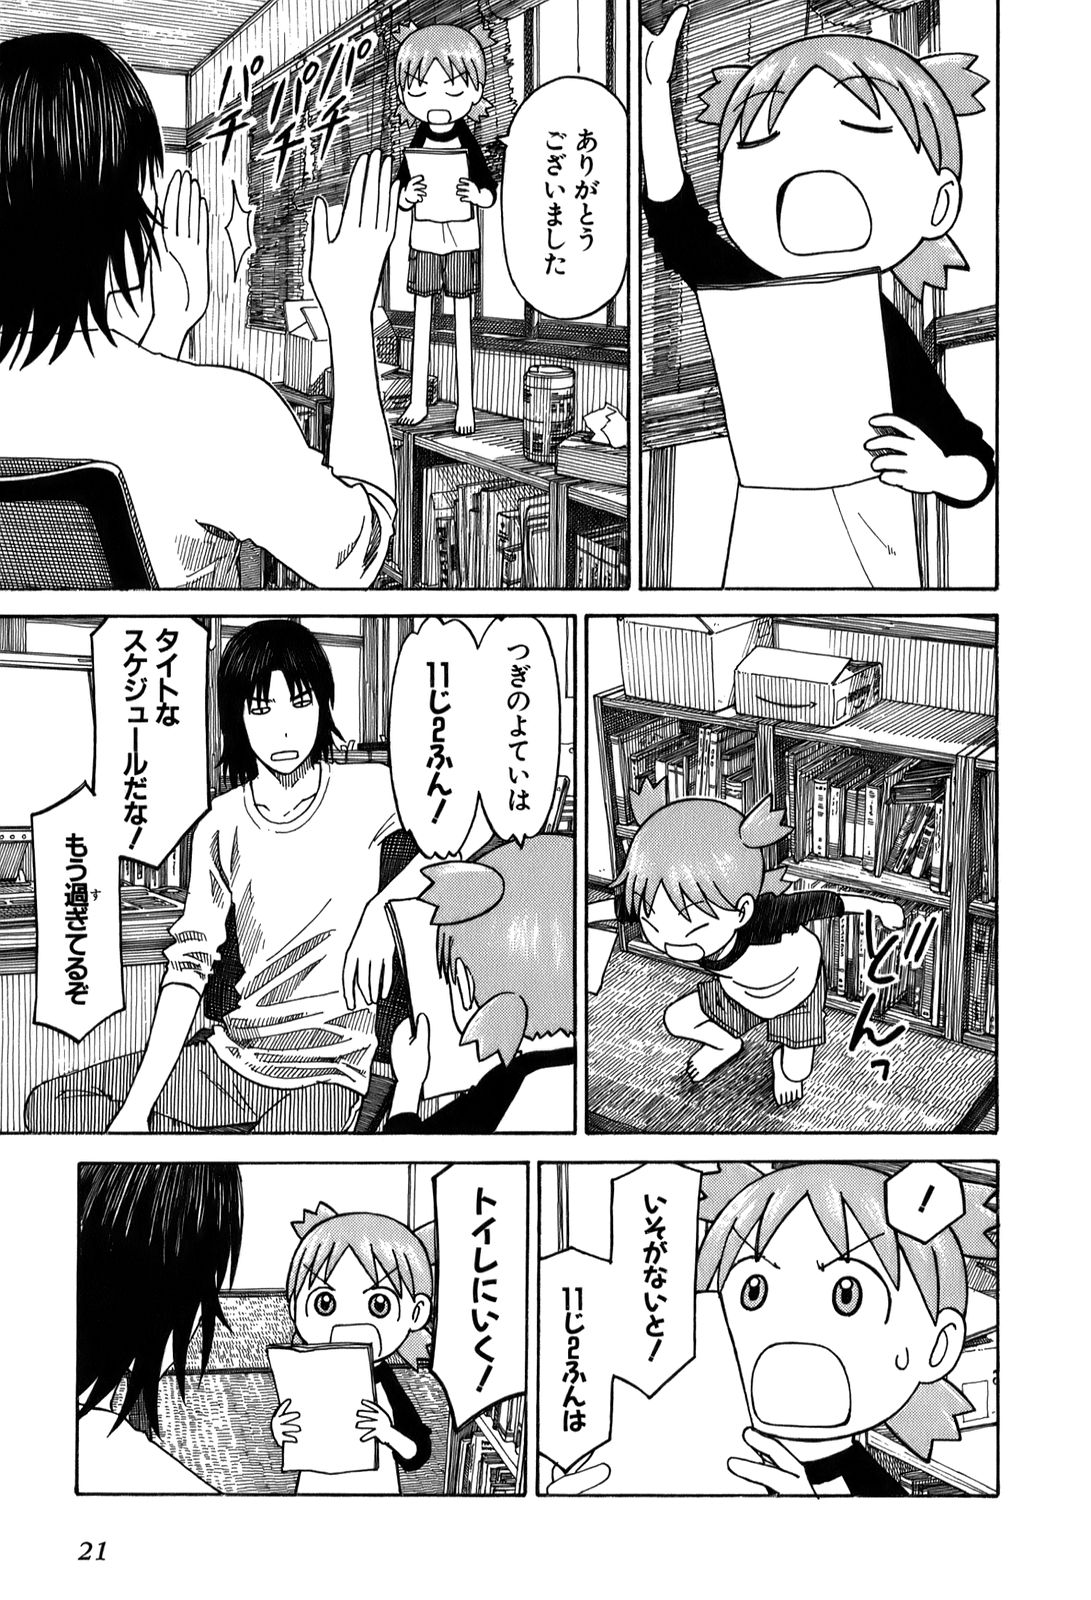 ありがとう
ございました
パチ
パチ
パチ
どんっ
つぎのよていは
11じ2ふん!
タイトな
スケジュールだな!
もう過ぎてるぞ
す
!
いそがないと!
11じ2ふんは
トイレにいく!
21